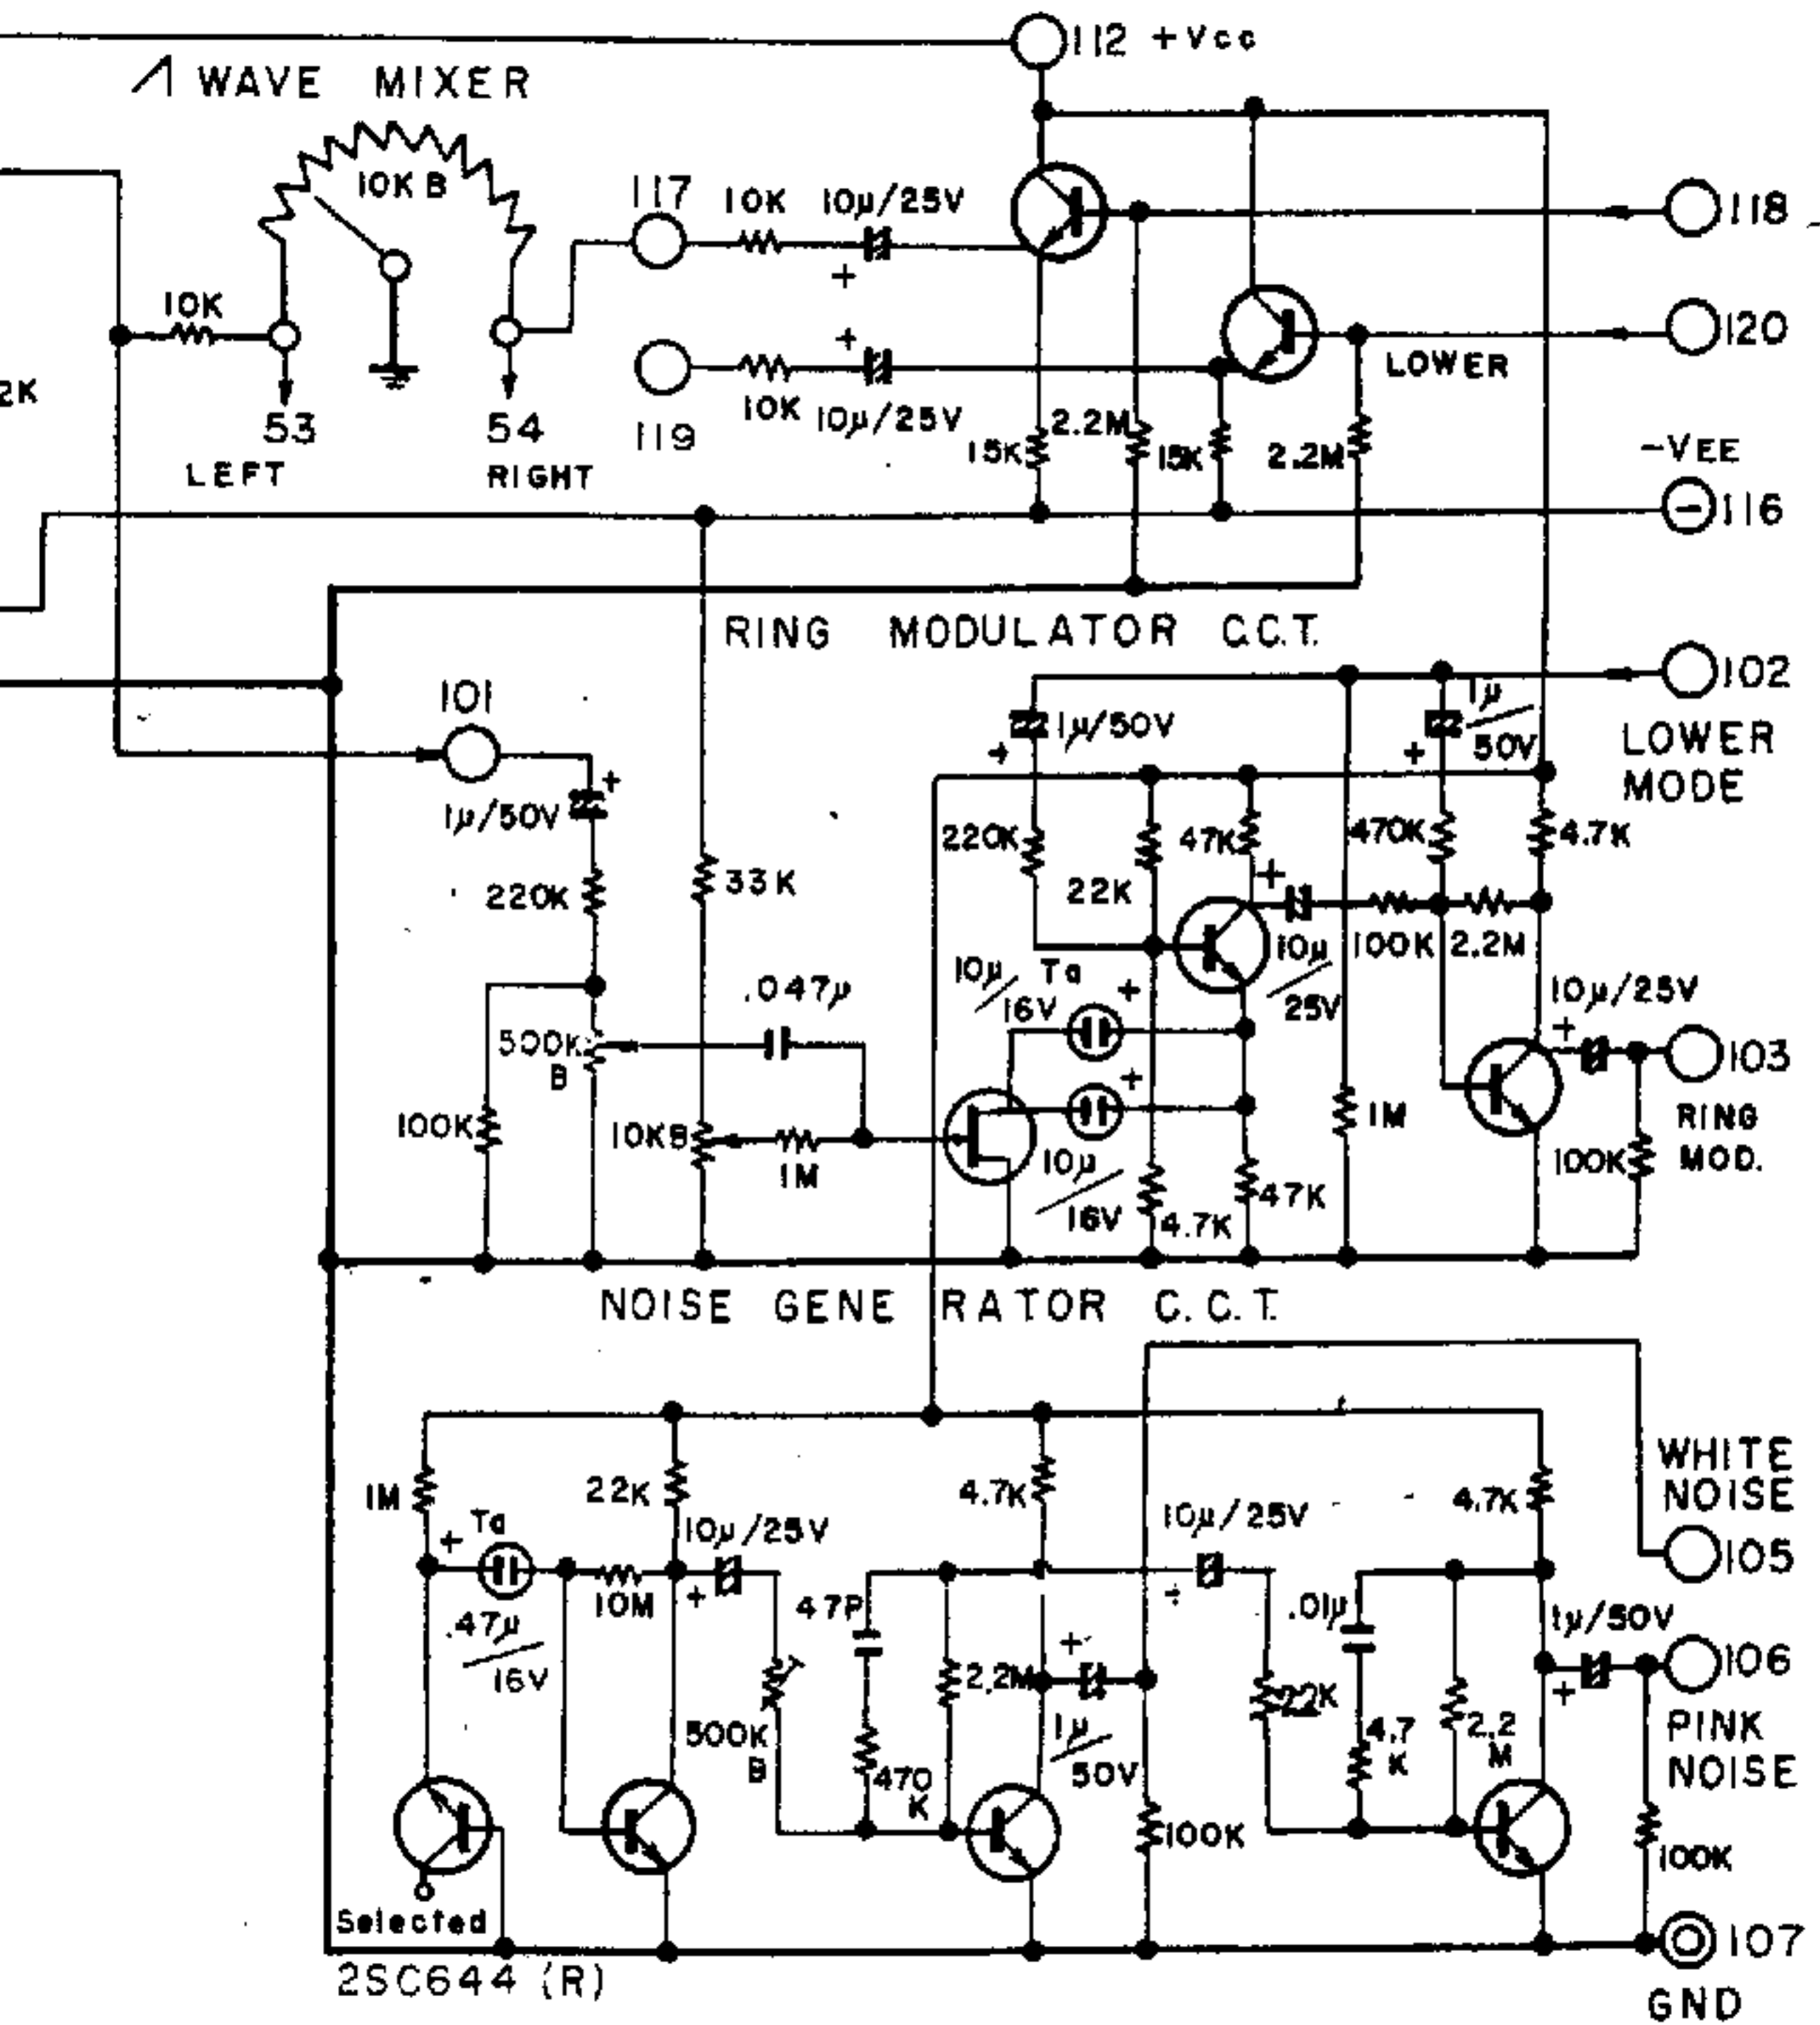 112 +Vcc
WAVE MIXER
10K B
117
10K
10µ/25V
118
10K
+
+
120
LOWER
2K
53
54
119
10K
10µ/25V
15K
2.2M
15K
2.2M
-VEE
LEFT
RIGHT
116
RING MODULATOR C.C.T.
101
102
1µ/50V
+
1µ/50V
+
LOWER
MODE
+
1µ/50V
220K
47K
470K
4.7K
220K
33K
22K
+
10µ/25V
100K
2.2M
.047µ
10µ/16V
Ta
+
10µ/25V
+
500K
B
103
100K
10KB
1M
+
10µ/16V
4.7K
47K
1M
RING
MOD.
100K
NOISE GENE RATOR C.C.T.
WHITE
NOISE
1M
22K
4.7K
4.7K
+
Ta
10µ/25V
10µ/25V
105
.47µ/16V
10M
+
47P
+
.01µ
1µ/50V
2.2M
+
106
+
500K
B
470
K
1µ/50V
22K
4.7
K
2.2
M
PINK
NOISE
100K
100K
Selected
107
2SC644 (R)
GND